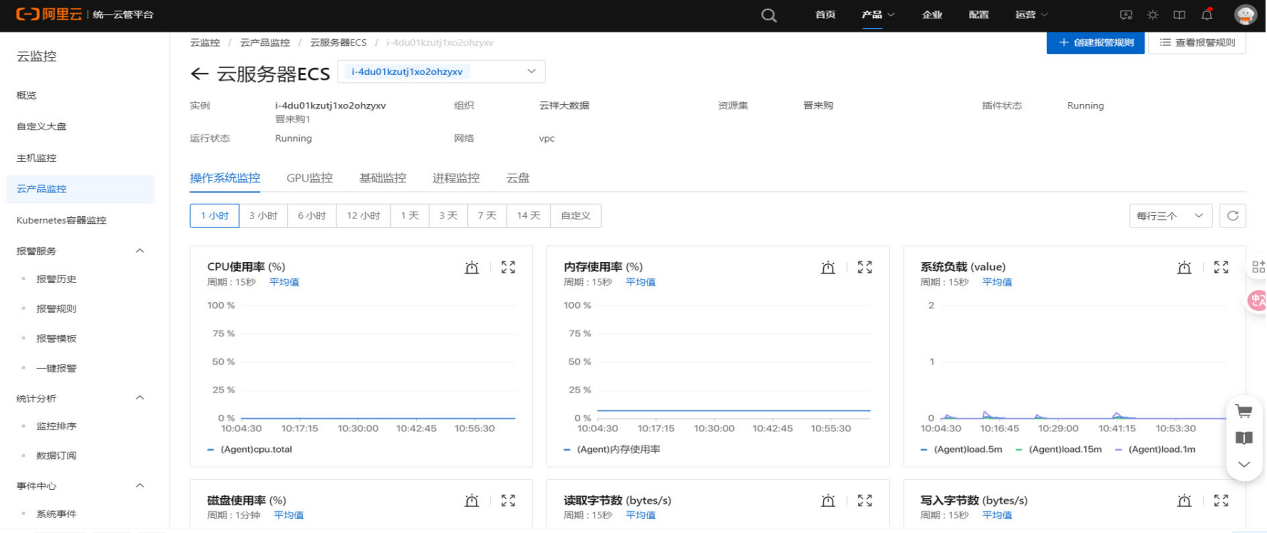 阿里云 | 统一云管平台
首页 产品 企业 配置 运营
云监控
概览
自定义大盘
主机监控
云产品监控
Kubernetes容器监控
报警服务
报警历史
报警规则
报警模板
一键报警
统计分析
监控排序
数据订阅
事件中心
系统事件
云监控 / 云产品监控 / 云服务器ECS / i-4du01kzutj1xo2ohzyxv
+ 创建报警规则 查看报警规则
← 云服务器ECS i-4du01kzutj1xo2ohzyxv
实例 i-4du01kzutj1xo2ohzyxv 组织 云祥大数据 资源集 晋来购 插件状态 Running
晋来购1
运行状态 Running 网络 vpc
操作系统监控 GPU监控 基础监控 进程监控 云盘
1 小时 3 小时 6 小时 12 小时 1 天 3 天 7 天 14 天 自定义 每行三个
CPU使用率 (%)
周期 : 15秒 平均值
100 %
75 %
50 %
25 %
0 %
10:04:30 10:17:15 10:30:00 10:42:45 10:55:30
(Agent)cpu.total
内存使用率 (%)
周期 : 15秒 平均值
100 %
75 %
50 %
25 %
0 %
10:04:30 10:17:15 10:30:00 10:42:45 10:55:30
(Agent)内存使用率
系统负载 (value)
周期 : 15秒 平均值
2
1
0
10:04:30 10:16:45 10:29:00 10:41:15 10:53:30
(Agent)load.5m (Agent)load.15m (Agent)load.1m
磁盘使用率 (%)
周期 : 1分钟 平均值
读取字节数 (bytes/s)
周期 : 15秒 平均值
写入字节数 (bytes/s)
周期 : 15秒 平均值